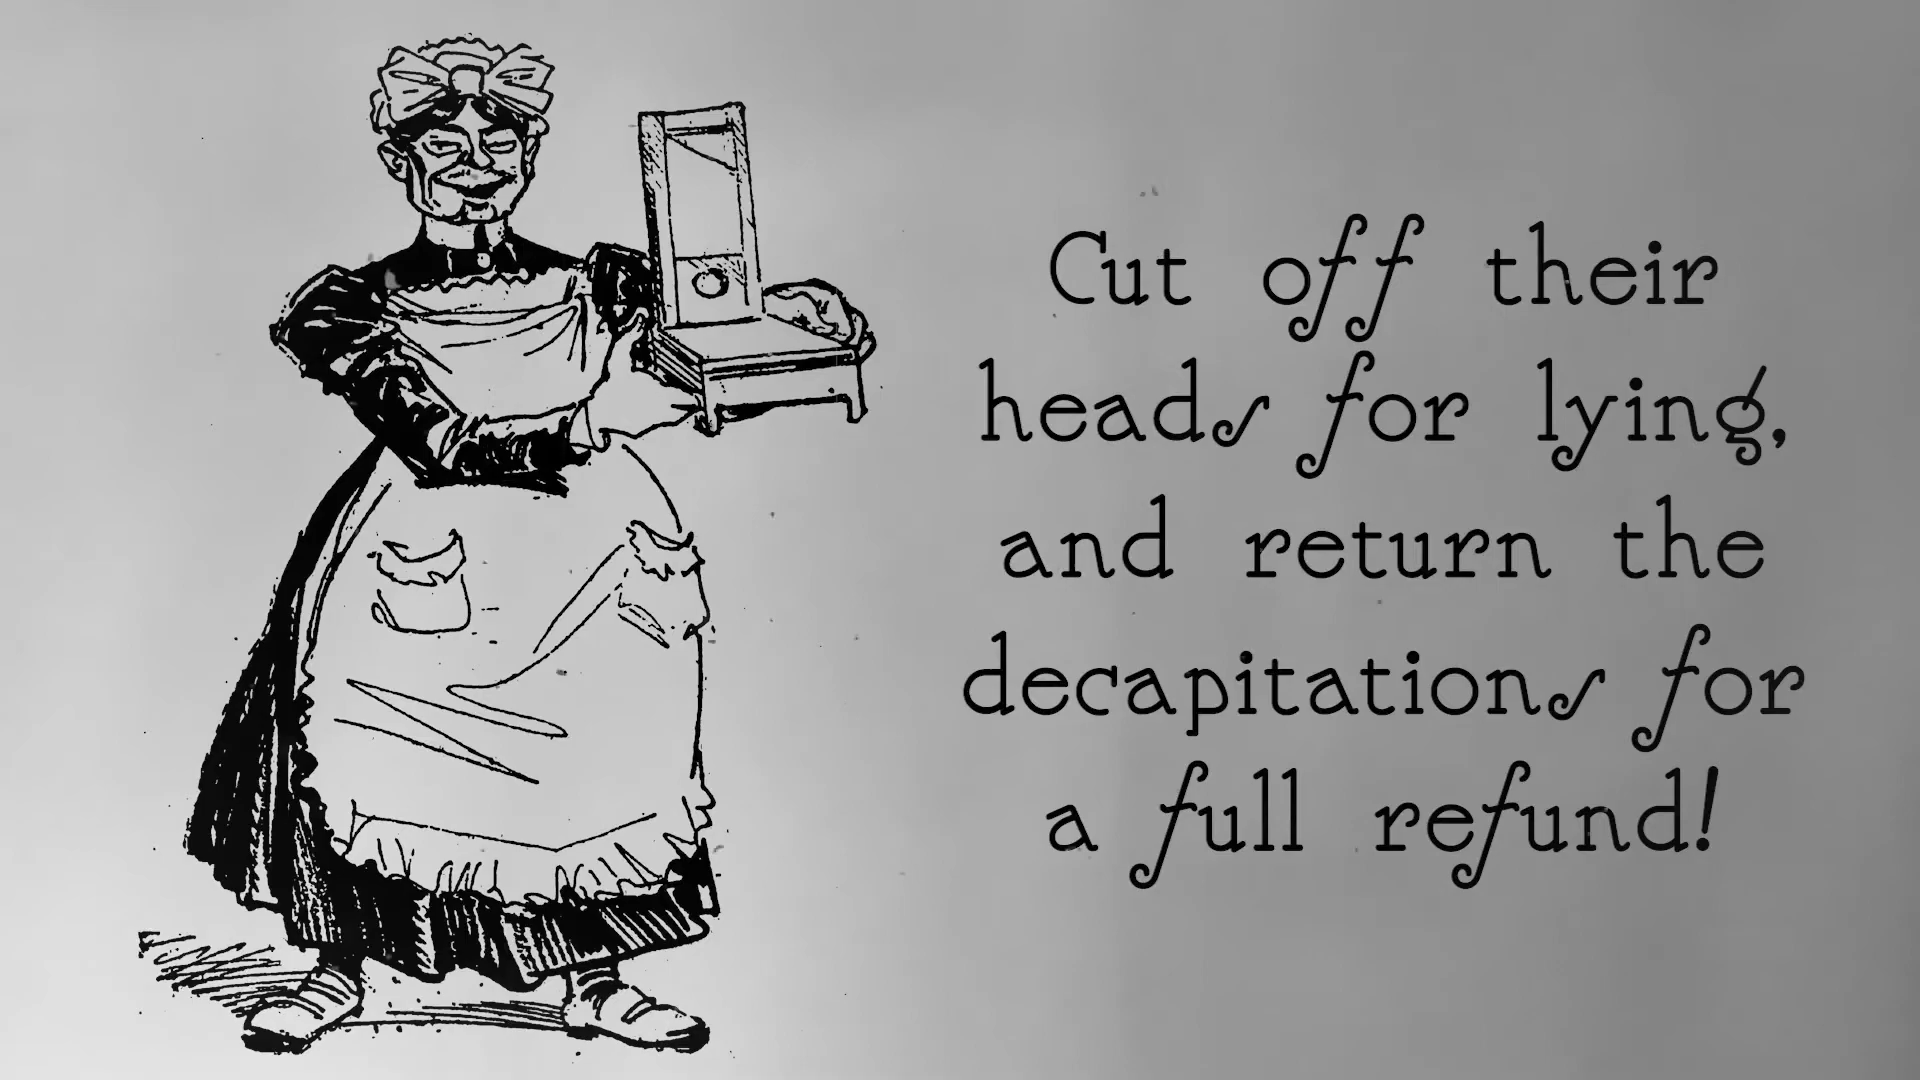 Cut off their
heads for lying,
and return the
decapitations for
a full refund!